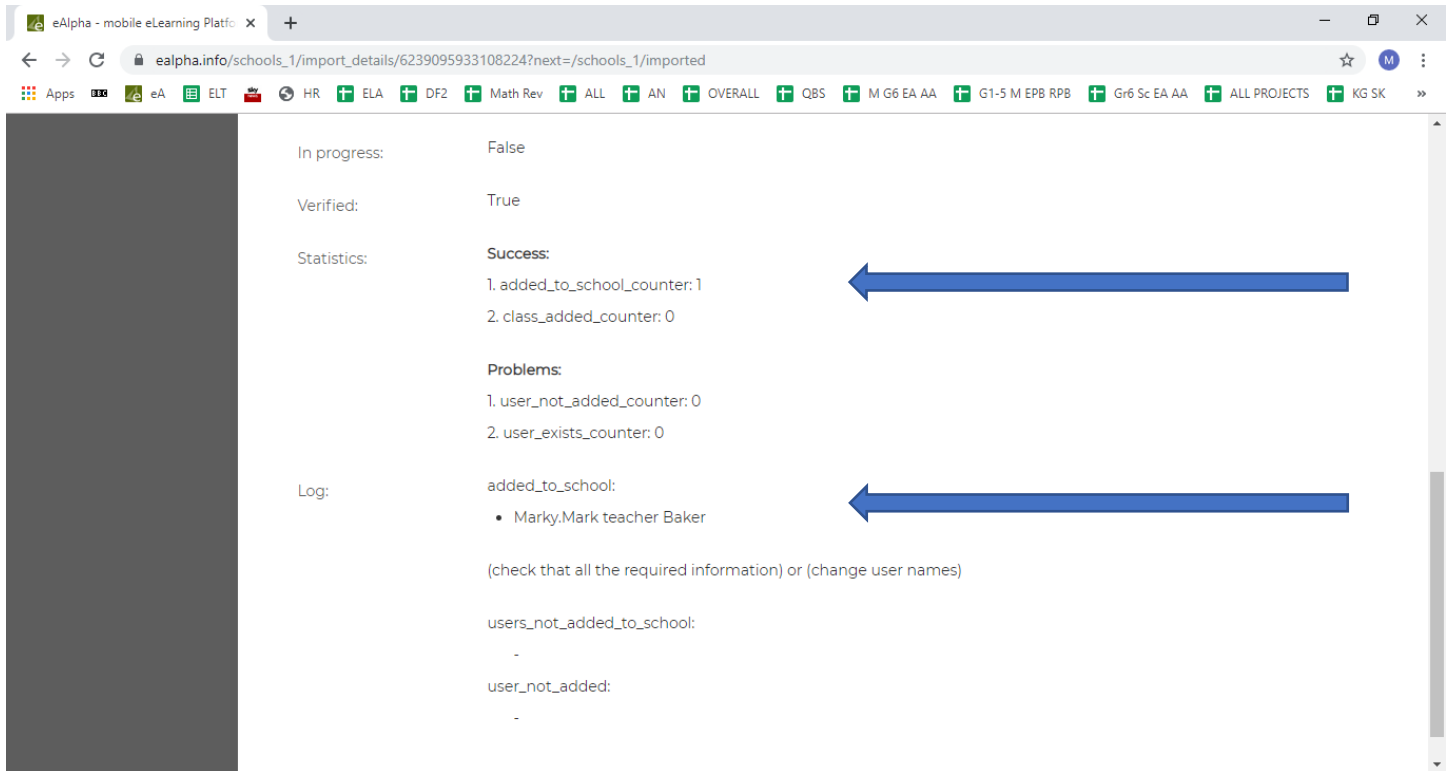 eAlpha - mobile eLearning Platfo
ealpha.info/schools_1/import_details/6239095933108224?next=/schools_1/imported
M
Apps BBC eA ELT HR ELA DF2 Math Rev ALL AN OVERALL QBS M G6 EA AA G1-5 M EPB RPB Gr6 Sc EA AA ALL PROJECTS KG SK »
In progress: False
Verified: True
Statistics: Success:
1. added_to_school_counter: 1
2. class_added_counter: 0
Problems:
1. user_not_added_counter: 0
2. user_exists_counter: 0
Log: added_to_school:
• Marky.Mark teacher Baker
(check that all the required information) or (change user names)
users_not_added_to_school:
-
user_not_added:
-